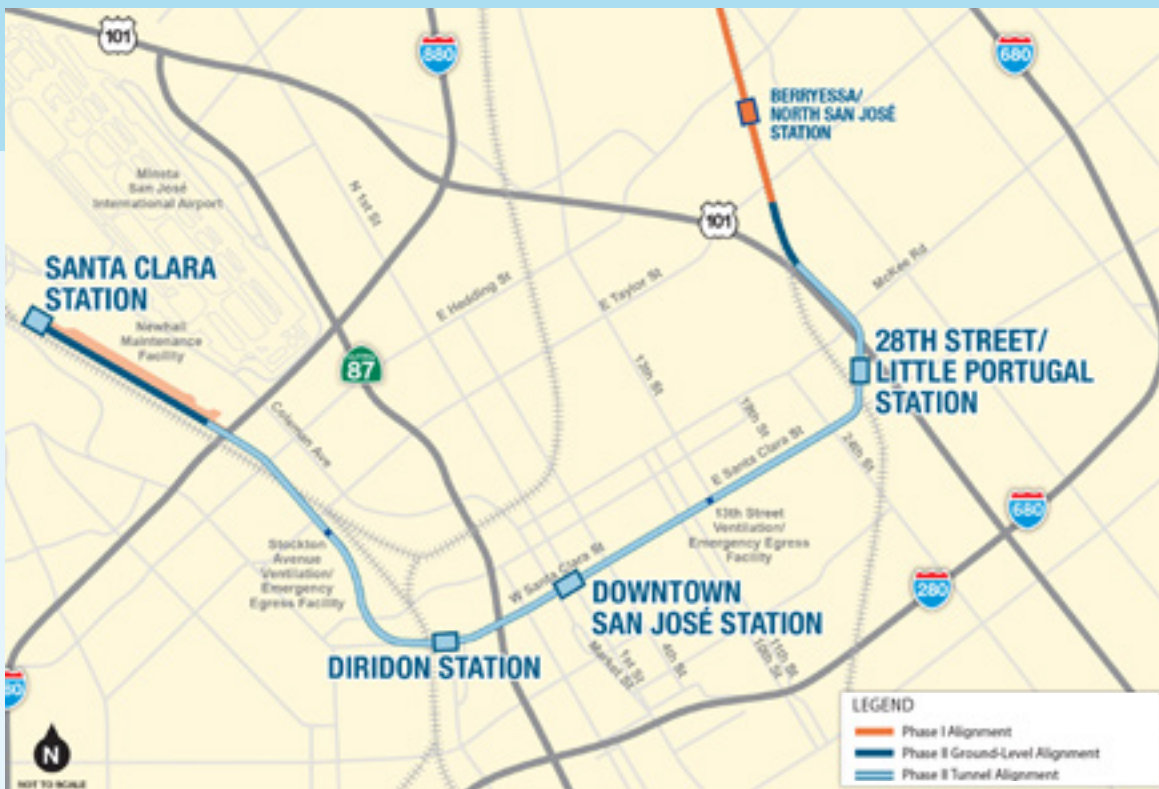 101
880
680
BERRYESSA/
NORTH SAN JOSÉ
STATION
Mineta
San José
International Airport
N 1st St
101
SANTA CLARA
STATION
E Hedding St
E Taylor St
McKee Rd
Newhall
Maintenance
Facility
87
28TH STREET/
LITTLE PORTUGAL
STATION
13th St
19th St
24th St
Coleman Ave
E Santa Clara St
680
13th Street
Ventilation/
Emergency Egress
Facility
Stockton
Avenue
Ventilation/
Emergency
Egress Facility
W Santa Clara St
280
DOWNTOWN
SAN JOSÉ STATION
DIRIDON STATION
1st St
Market St
4th St
11th St
10th St
LEGEND
Phase I Alignment
Phase II Ground-Level Alignment
Phase II Tunnel Alignment
N
NOT TO SCALE